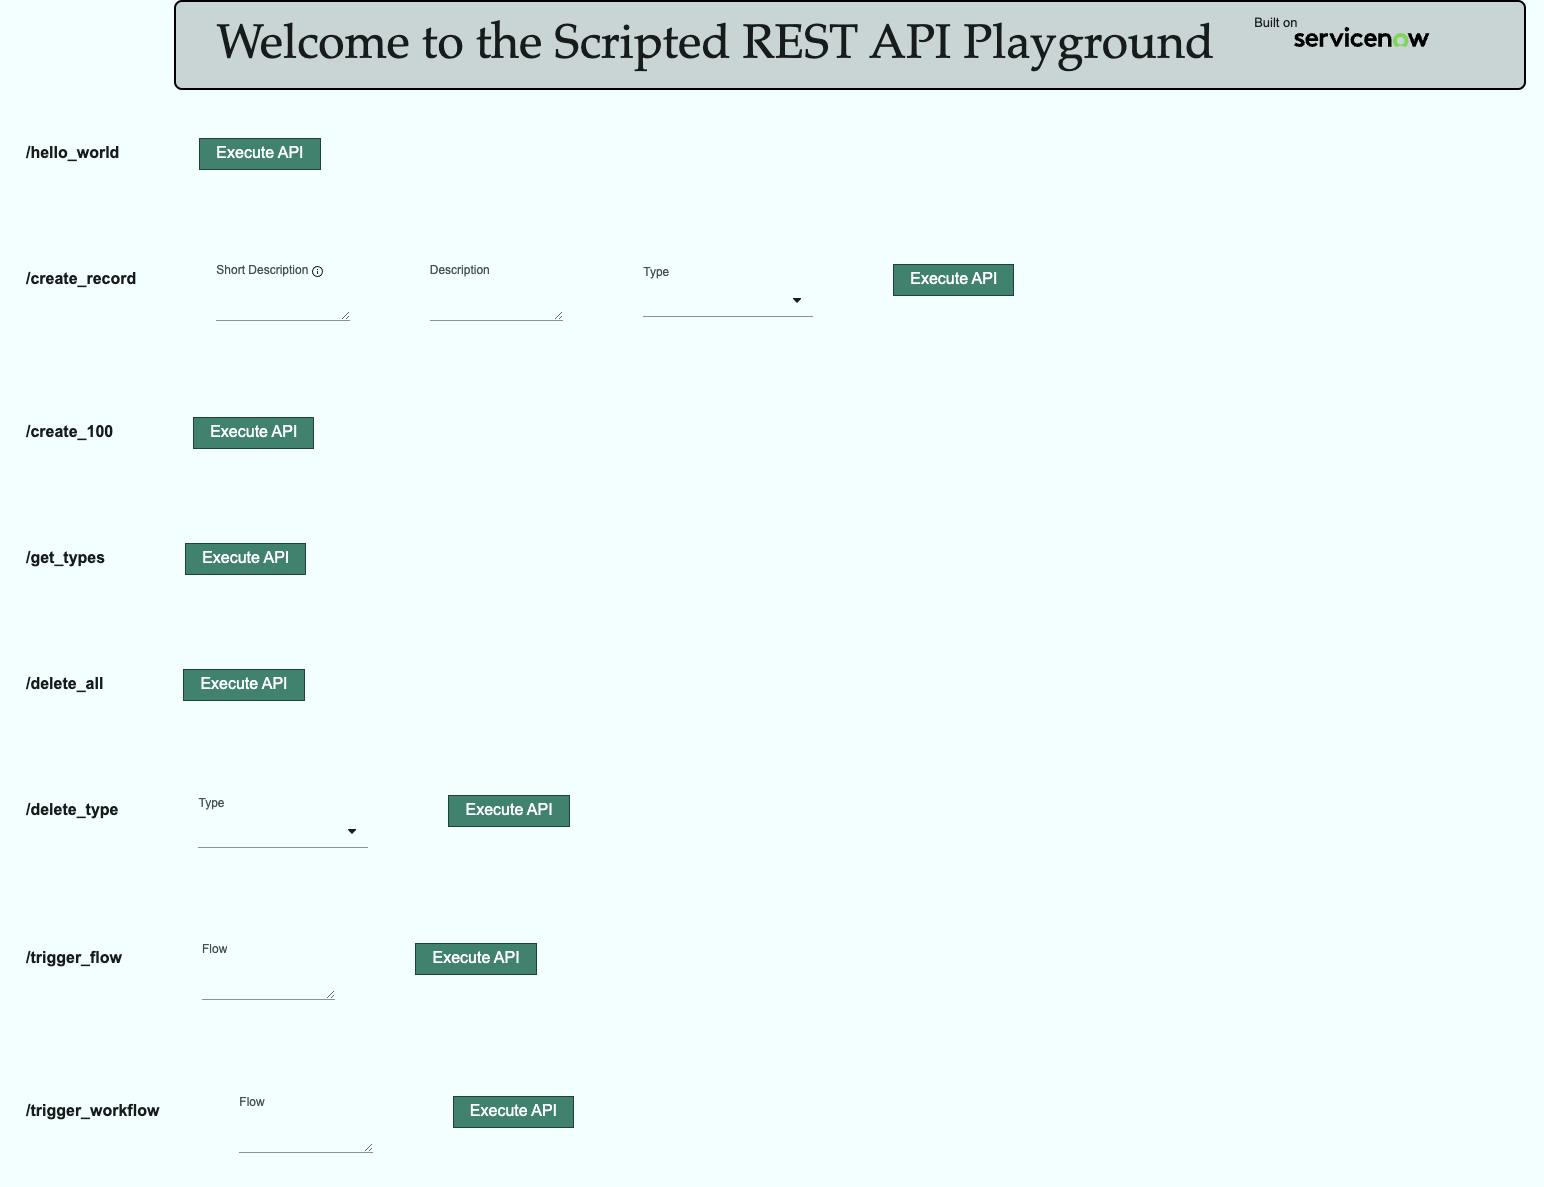 Welcome to the Scripted REST API Playground
Built on
servicenow
/hello_world Execute API
/create_record Short Description Description Type Execute API
/create_100 Execute API
/get_types Execute API
/delete_all Execute API
/delete_type Type Execute API
/trigger_flow Flow Execute API
/trigger_workflow Flow Execute API